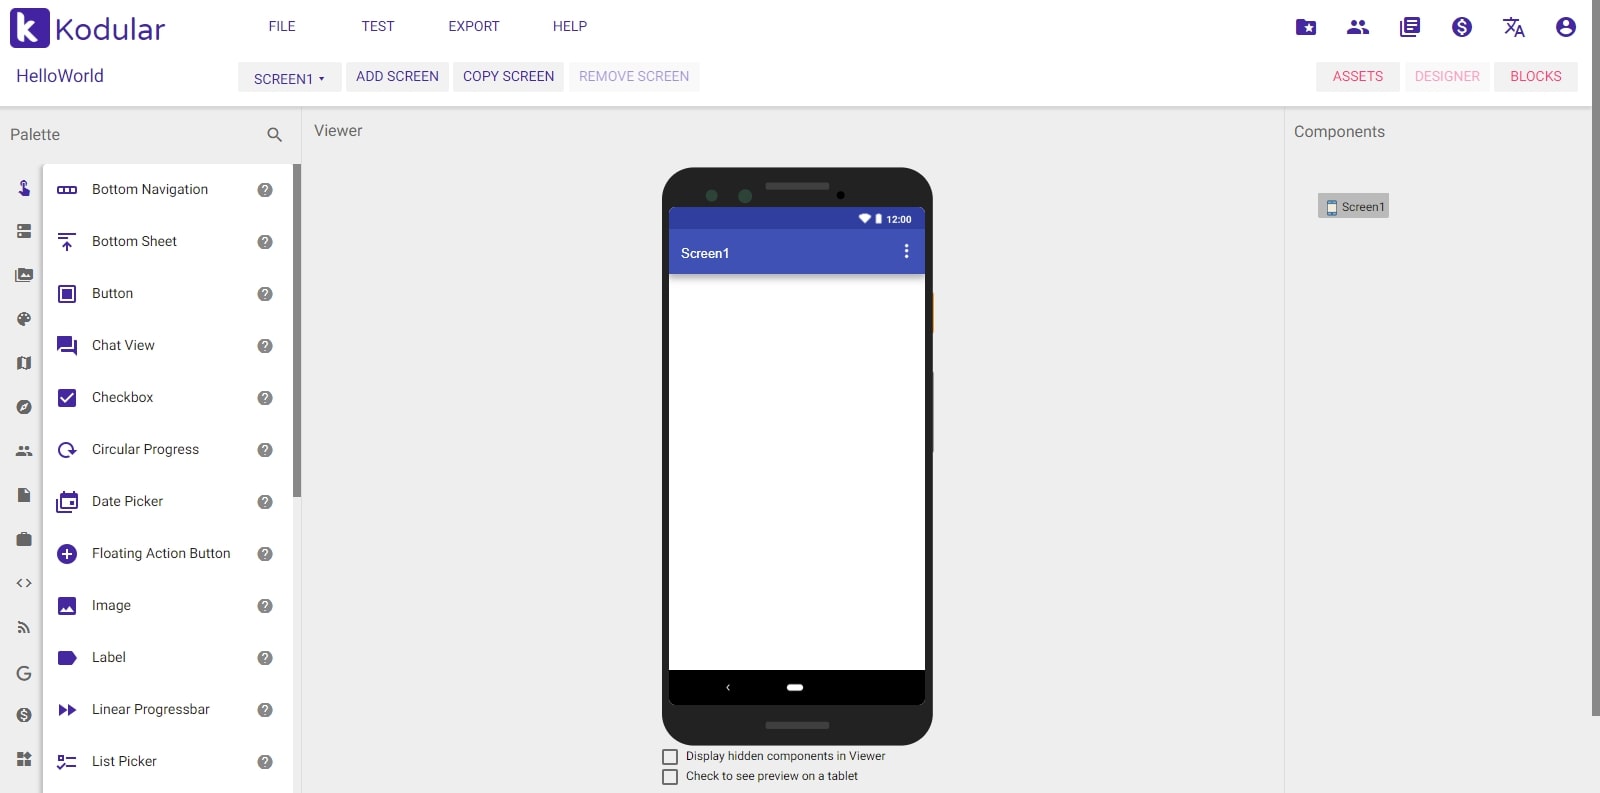 Kodular
FILE TEST EXPORT HELP
HelloWorld
SCREEN1 ▾ ADD SCREEN COPY SCREEN REMOVE SCREEN
ASSETS DESIGNER BLOCKS
Palette
Bottom Navigation
Bottom Sheet
Button
Chat View
Checkbox
Circular Progress
Date Picker
Floating Action Button
Image
Label
Linear Progressbar
List Picker
Viewer
12:00
Screen1
Display hidden components in Viewer
Check to see preview on a tablet
Components
Screen1